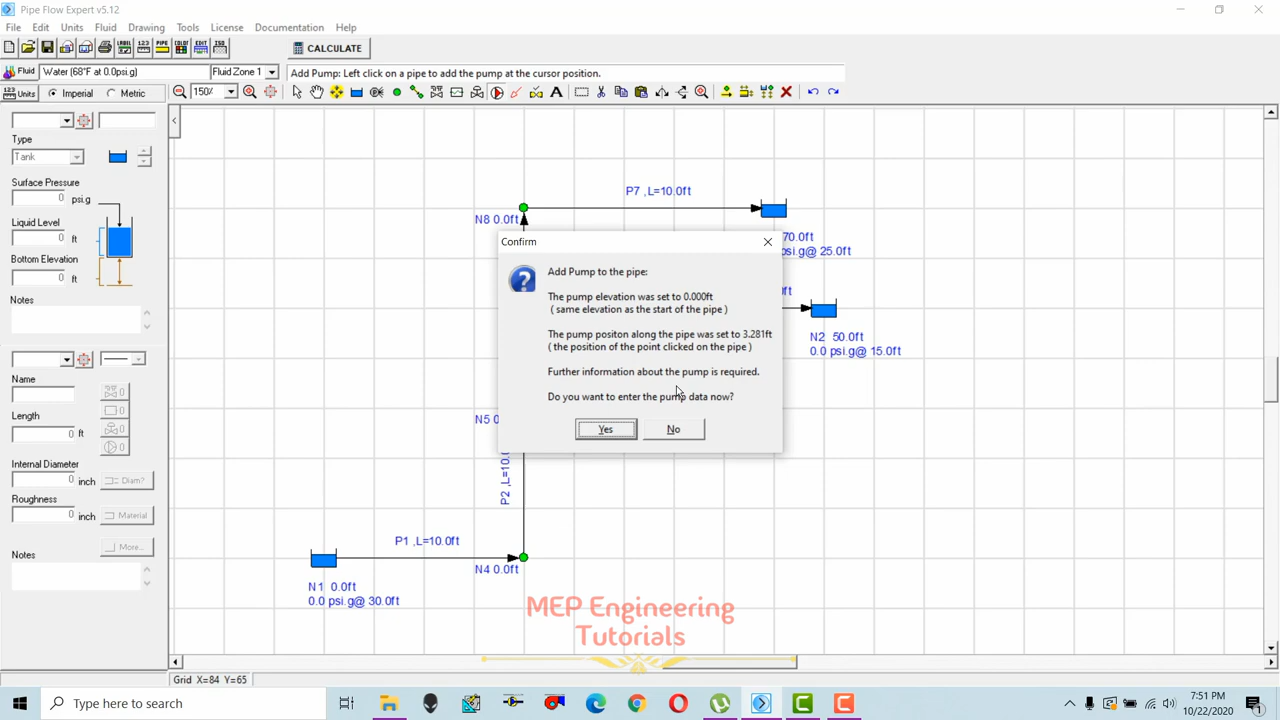 Pipe Flow Expert v5.12
File Edit Units Fluid Drawing Tools License Documentation Help
CALCULATE
Fluid Water (68°F at 0.0psi.g) Fluid Zone 1 Add Pump: Left click on a pipe to add the pump at the cursor position.
Units Imperial Metric 150%
Type
Tank
Surface Pressure
0 psi.g
Liquid Level
0 ft
Bottom Elevation
0 ft
Notes
Name
Length
0 ft
Internal Diameter
0 inch Diam?
Roughness
0 inch Material
More...
Notes
P7 ,L=10.0ft
N8 0.0ft
70.0ft
psi.g@ 25.0ft
N2 50.0ft
0.0 psi.g@ 15.0ft
N5
P2 ,L=10.0
P1 ,L=10.0ft
N4 0.0ft
N1 0.0ft
0.0 psi.g@ 30.0ft
Confirm
Add Pump to the pipe:
The pump elevation was set to 0.000ft
( same elevation as the start of the pipe )
The pump positon along the pipe was set to 3.281ft
( the position of the point clicked on the pipe )
Further information about the pump is required.
Do you want to enter the pump data now?
Yes No
MEP Engineering
Tutorials
Grid X=84 Y=65
Type here to search
7:51 PM
10/22/2020